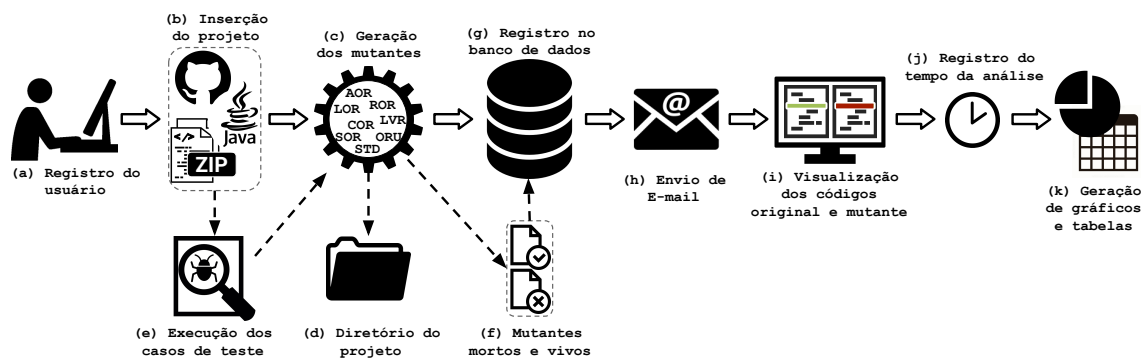 (a) Registro do
usuário
(b) Inserção
do projeto
</>
Java
ZIP
(c) Geração
dos mutantes
AOR
LOR ROR
LVR
COR
SOR ORU
STD
(e) Execução dos
casos de teste
(d) Diretório do
projeto
(f) Mutantes
mortos e vivos
(g) Registro no
banco de dados
@
(h) Envio de
E-mail
(i) Visualização
dos códigos
original e mutante
(j) Registro do
tempo da análise
(k) Geração
de gráficos
e tabelas